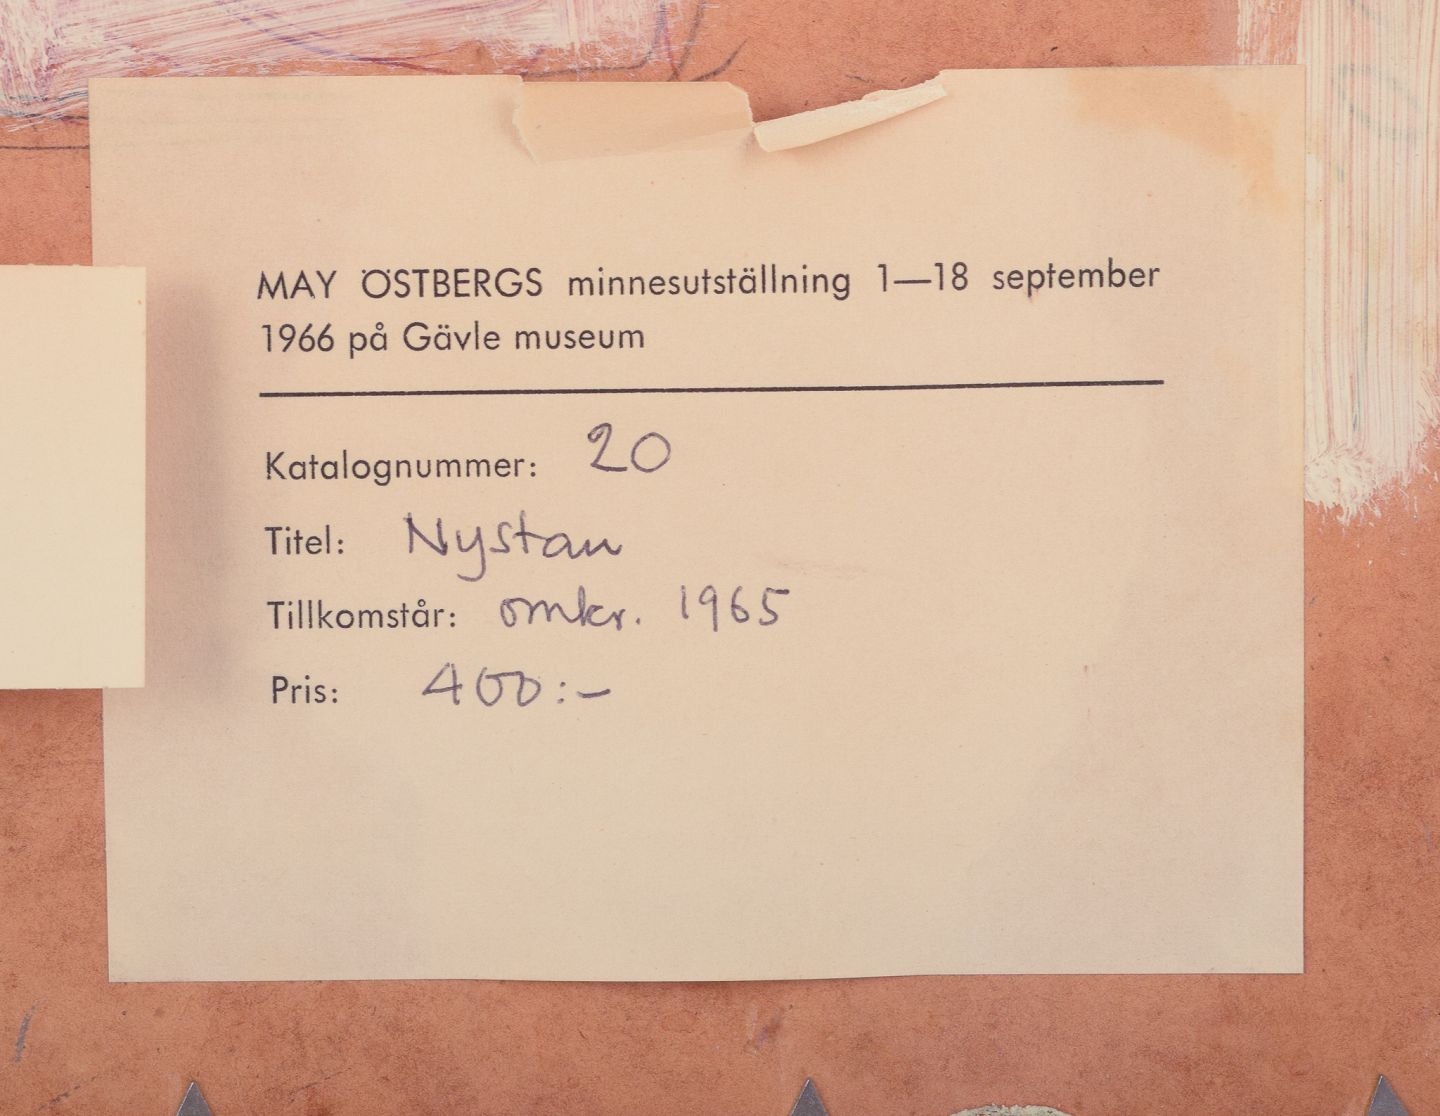 MAY ÖSTBERGS minnesutställning 1—18 september
1966 på Gävle museum
Katalognummer: 20
Titel: Nystan
Tillkomstår: omkr. 1965
Pris: 400:-